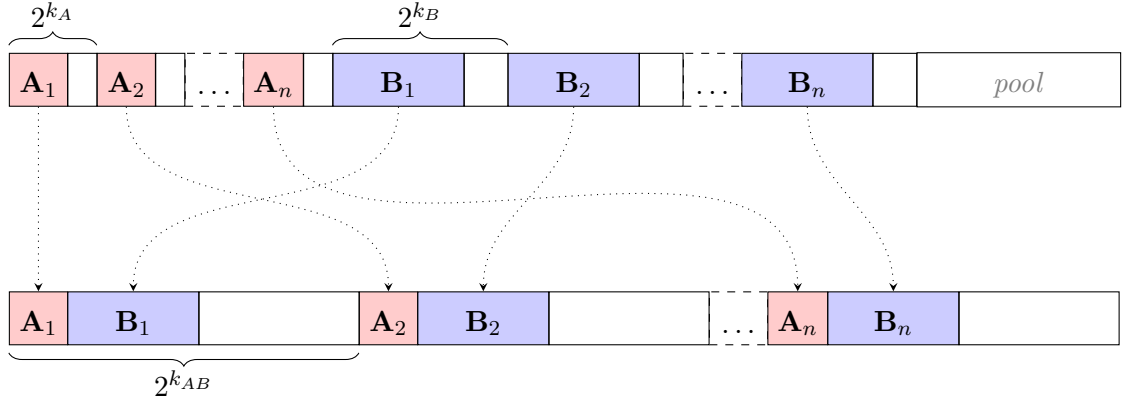 2^{k_A} 2^{k_B}
A_1 A_2 ... A_n B_1 B_2 ... B_n pool
A_1 B_1 A_2 B_2 ... A_n B_n
2^{k_{AB}}